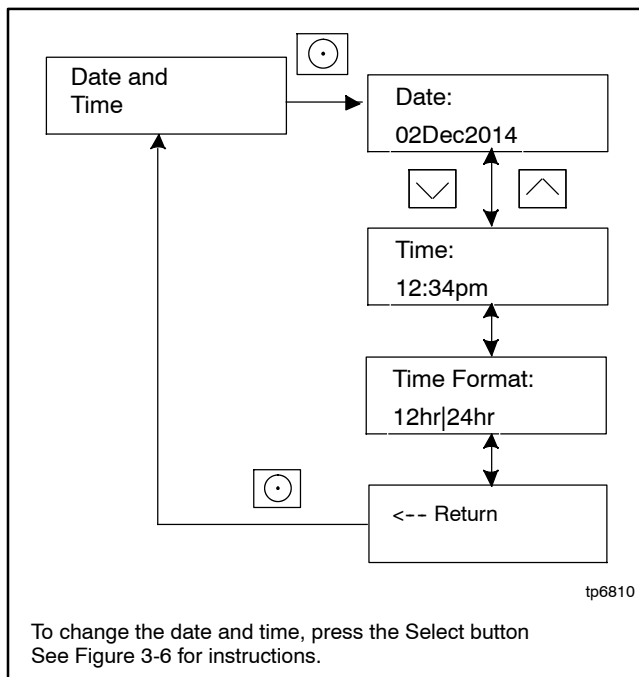 Date and
Time
Date:
02Dec2014
Time:
12:34pm
Time Format:
12hr|24hr
<-- Return
tp6810
To change the date and time, press the Select button
See Figure 3-6 for instructions.